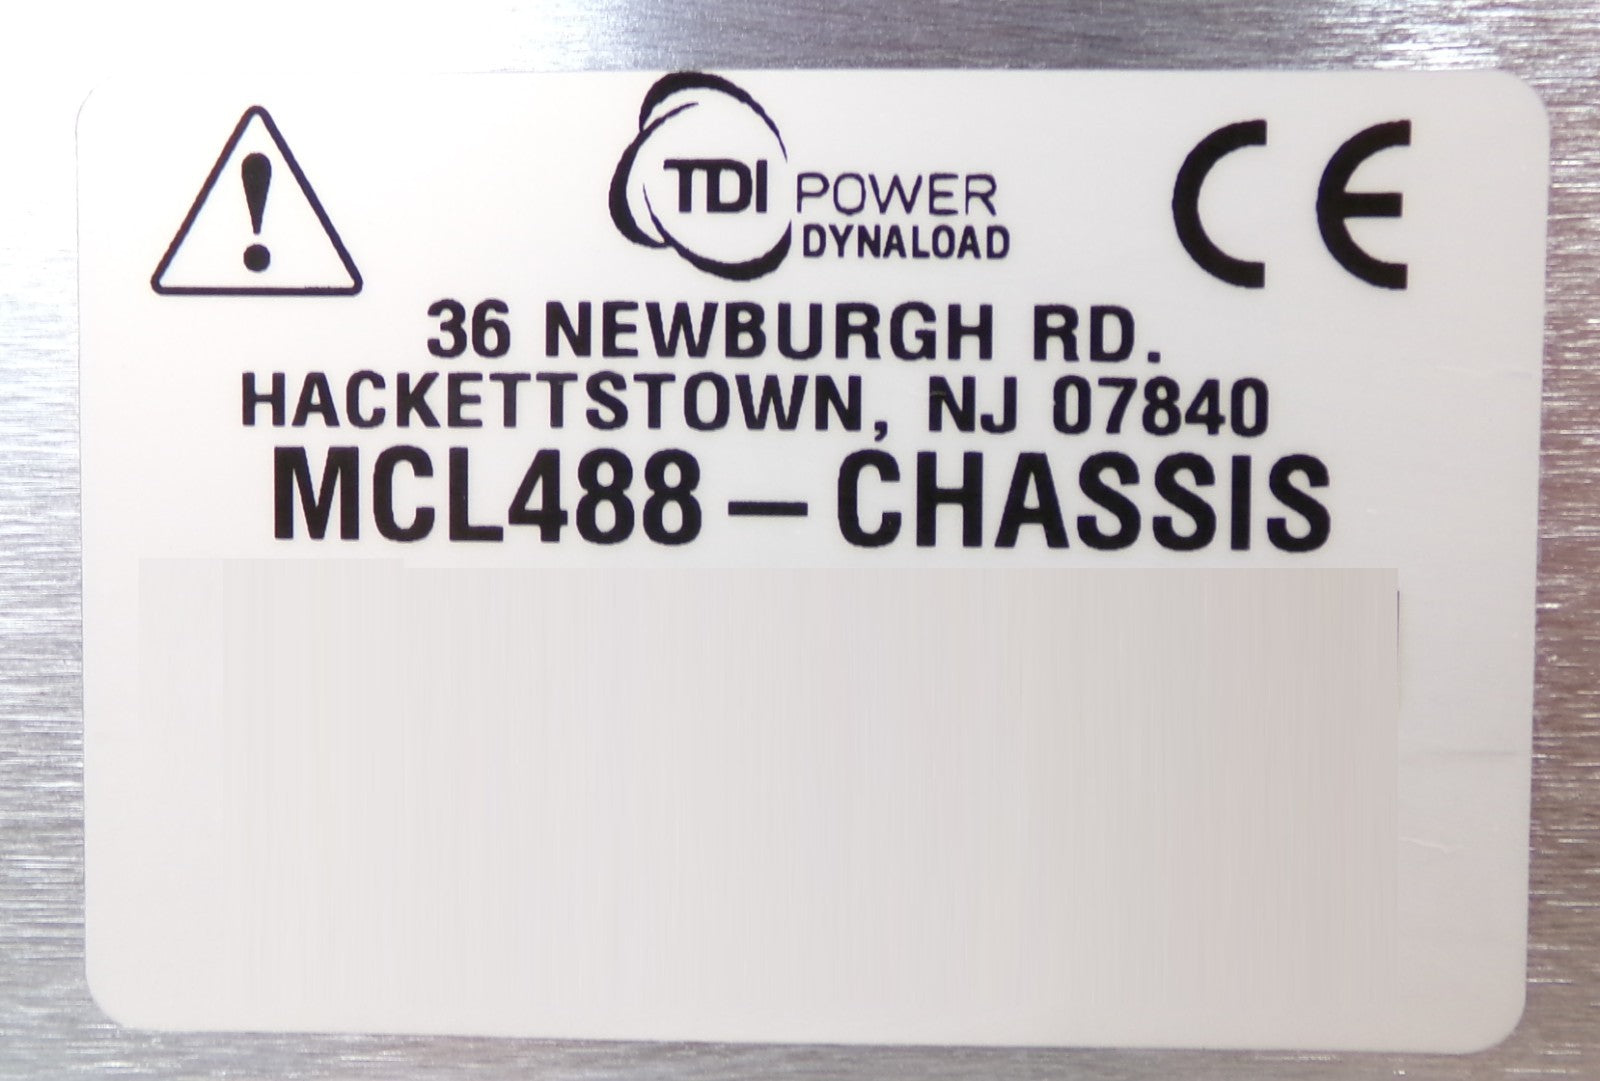 TDI POWER
DYNALOAD
CE
36 NEWBURGH RD.
HACKETTSTOWN, NJ 07840
MCL488 — CHASSIS